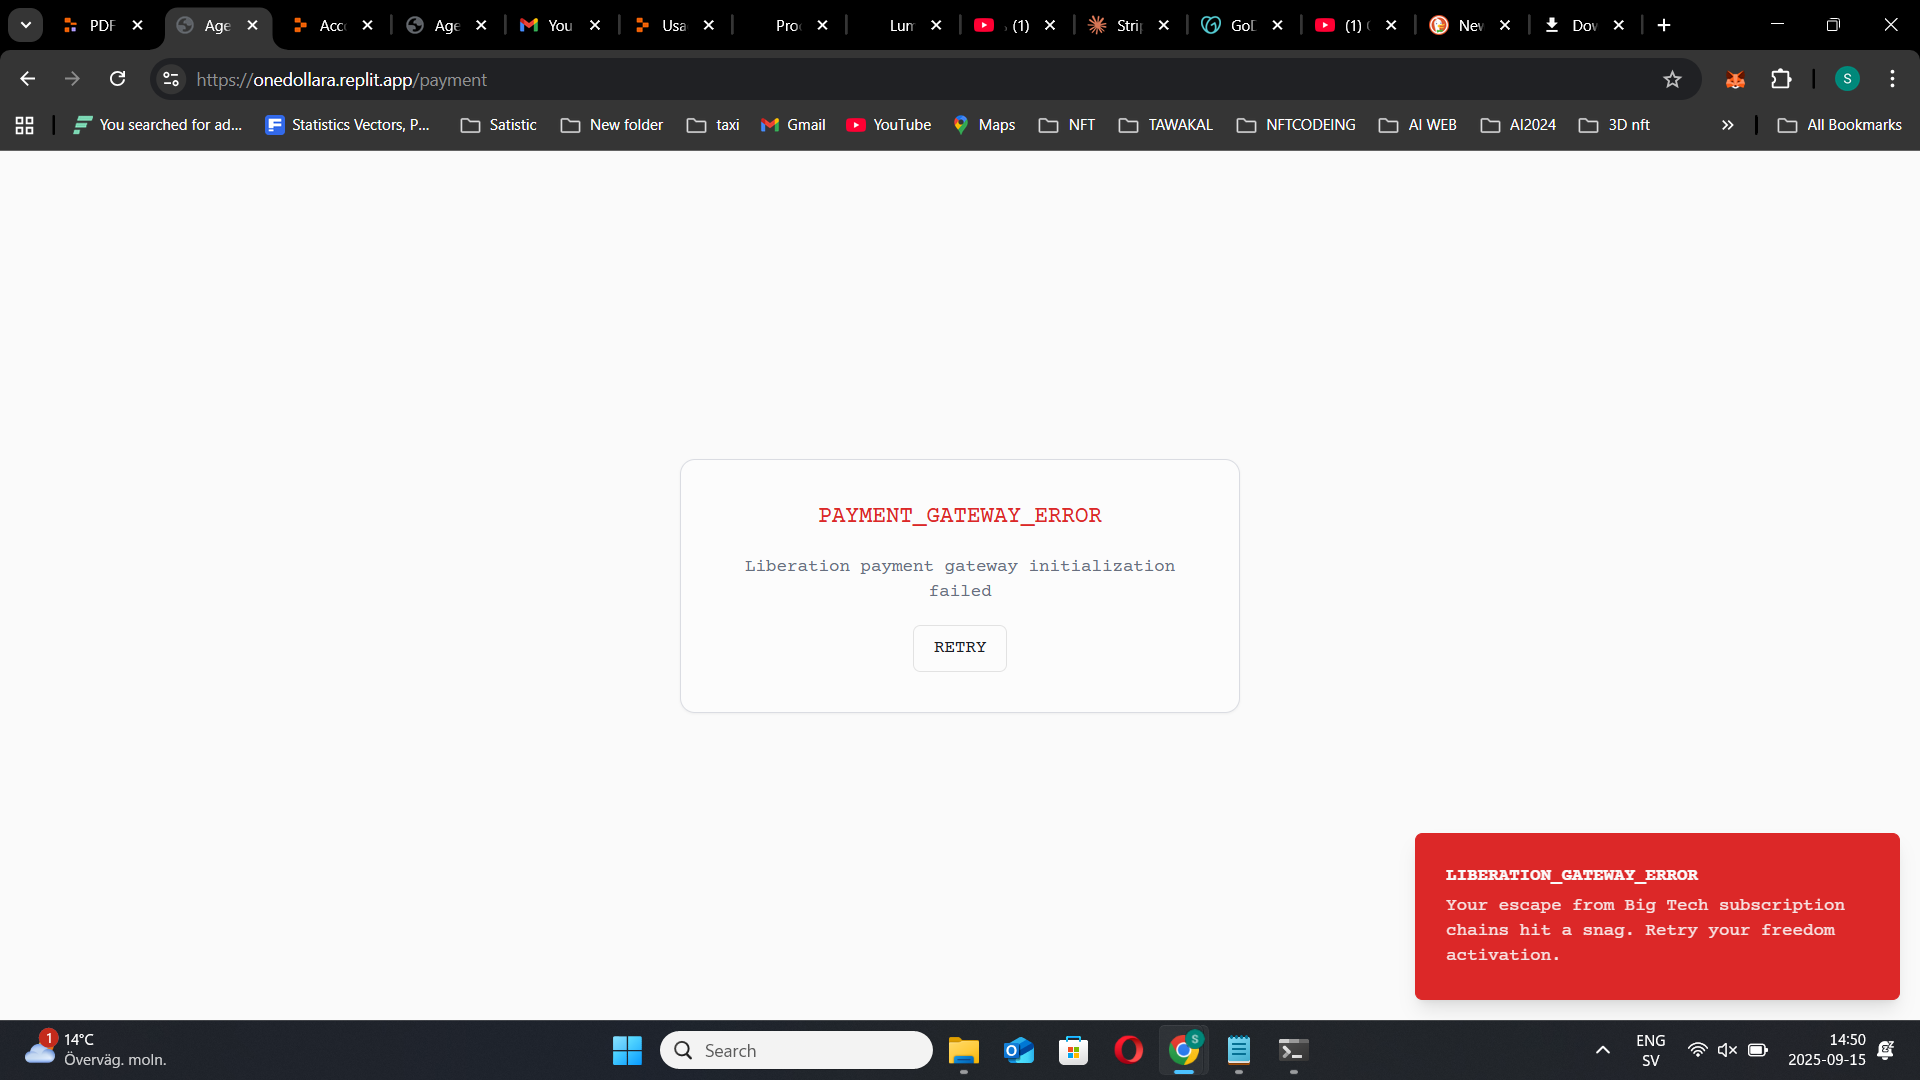 PDF
Age
Acc
Age
You
Usa
Pro
Lum
(1)
Stri
GoD
(1)
New
Dov
https://onedollara.replit.app/payment
S
You searched for ad...
Statistics Vectors, P...
Satistic
New folder
taxi
Gmail
YouTube
Maps
NFT
TAWAKAL
NFTCODEING
AI WEB
AI2024
3D nft
All Bookmarks
PAYMENT_GATEWAY_ERROR
Liberation payment gateway initialization
failed
RETRY
LIBERATION_GATEWAY_ERROR
Your escape from Big Tech subscription
chains hit a snag. Retry your freedom
activation.
1
14°C
Överväg. moln.
Search
S
ENG
SV
14:50
2025-09-15